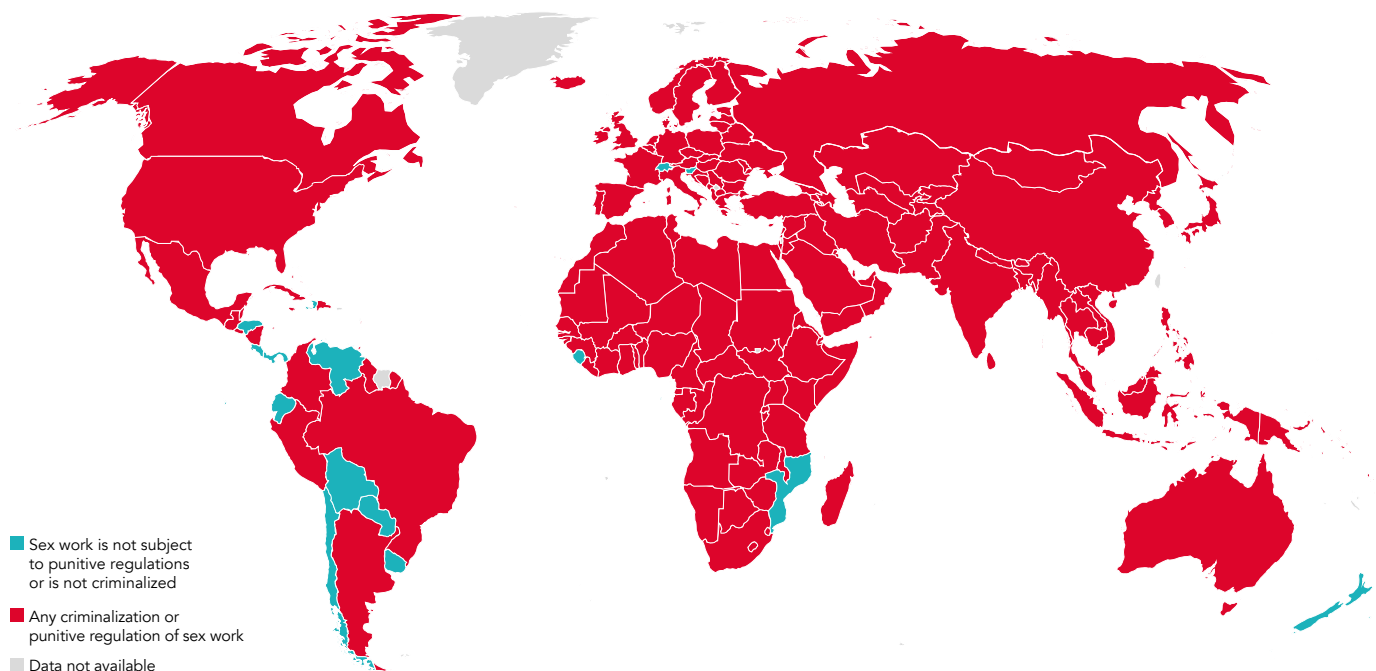 Sex work is not subject
to punitive regulations
or is not criminalized
Any criminalization or
punitive regulation of sex work
Data not available